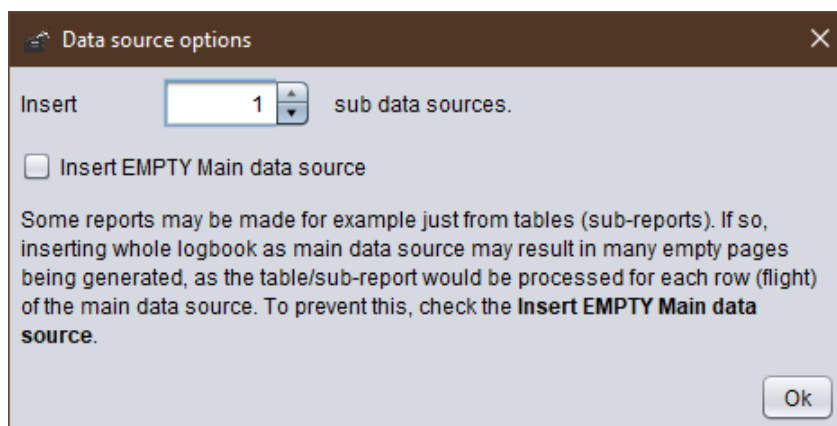 Data source options
Insert 1 sub data sources.
Insert EMPTY Main data source
Some reports may be made for example just from tables (sub-reports). If so,
inserting whole logbook as main data source may result in many empty pages
being generated, as the table/sub-report would be processed for each row (flight)
of the main data source. To prevent this, check the Insert EMPTY Main data
source.
Ok